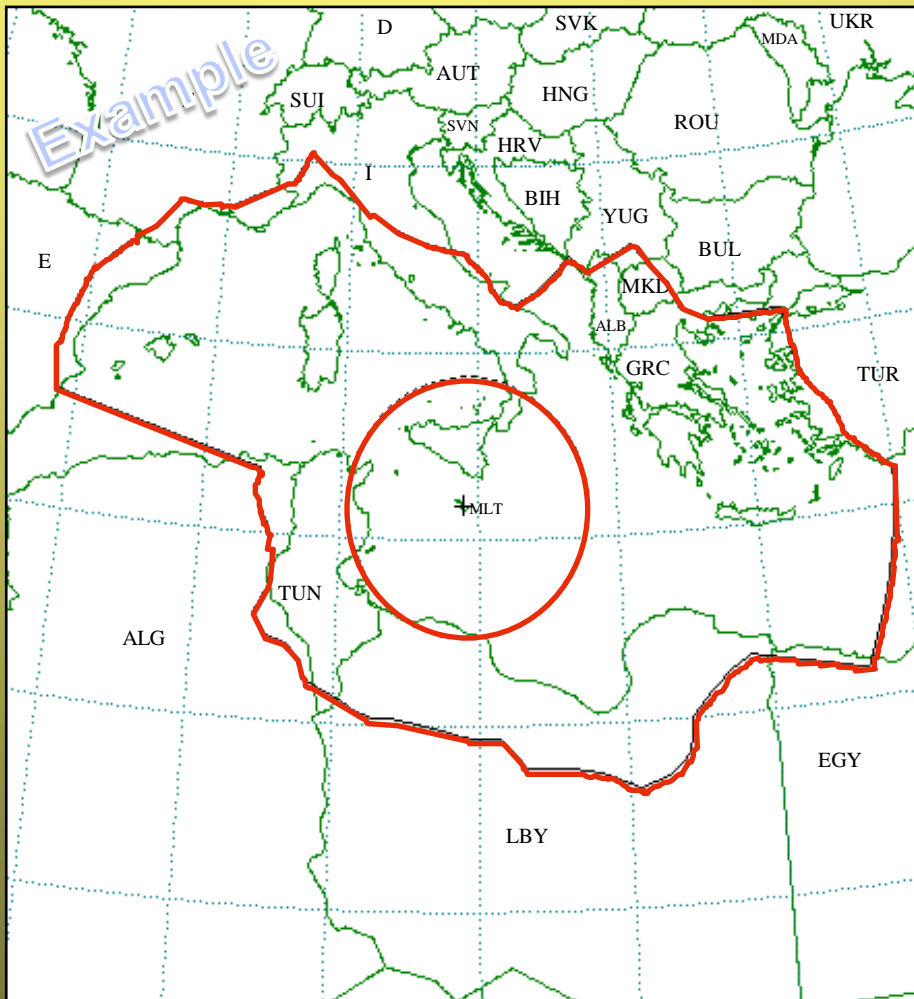 D
SVK
UKR
MDA
Example
AUT
SUI
HNG
ROU
SVN
HRV
I
BIH
YUG
BUL
E
MKD
ALB
GRC
TUR
MLT
TUN
ALG
EGY
LBY